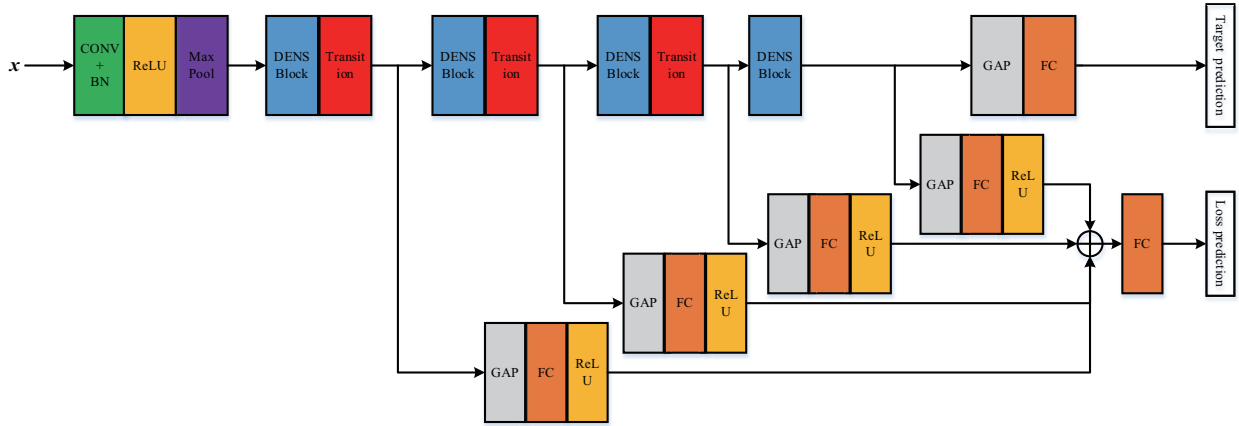 x
CONV
+
BN
ReLU
Max
Pool
DENS
Block
Transit
ion
DENS
Block
Transit
ion
DENS
Block
Transit
ion
DENS
Block
GAP
FC
Target prediction
GAP
FC
ReL
U
GAP
FC
ReL
U
FC
Loss prediction
GAP
FC
ReL
U
GAP
FC
ReL
U